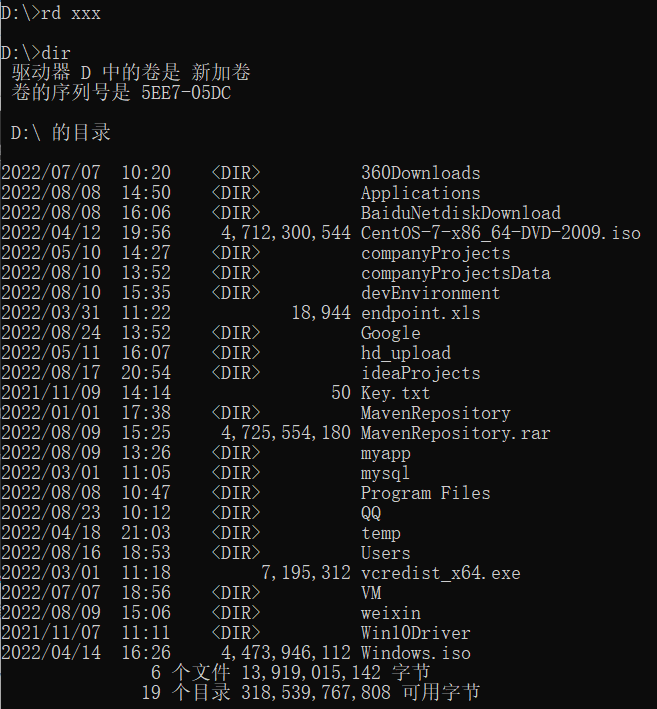 D:\>rd xxx
D:\>dir
驱动器 D 中的卷是 新加卷
卷的序列号是 5EE7-05DC
D:\ 的目录
2022/07/07  10:20    <DIR>          360Downloads
2022/08/08  14:50    <DIR>          Applications
2022/08/08  16:06    <DIR>          BaiduNetdiskDownload
2022/04/12  19:56     4,712,300,544 CentOS-7-x86_64-DVD-2009.iso
2022/05/10  14:27    <DIR>          companyProjects
2022/08/10  13:52    <DIR>          companyProjectsData
2022/08/10  15:35    <DIR>          devEnvironment
2022/03/31  11:22            18,944 endpoint.xls
2022/08/24  13:52    <DIR>          Google
2022/05/11  16:07    <DIR>          hd_upload
2022/08/17  20:54    <DIR>          ideaProjects
2021/11/09  14:14                50 Key.txt
2022/01/01  17:38    <DIR>          MavenRepository
2022/08/09  15:25     4,725,554,180 MavenRepository.rar
2022/08/09  13:26    <DIR>          myapp
2022/03/01  11:05    <DIR>          mysql
2022/08/08  10:47    <DIR>          Program Files
2022/08/23  10:12    <DIR>          QQ
2022/04/18  21:03    <DIR>          temp
2022/08/16  18:53    <DIR>          Users
2022/03/01  11:18         7,195,312 vcredist_x64.exe
2022/07/07  18:56    <DIR>          VM
2022/08/09  15:06    <DIR>          weixin
2021/11/07  11:11    <DIR>          Win10Driver
2022/04/14  16:26     4,473,946,112 Windows.iso
6 个文件 13,919,015,142 字节
19 个目录 318,539,767,808 可用字节